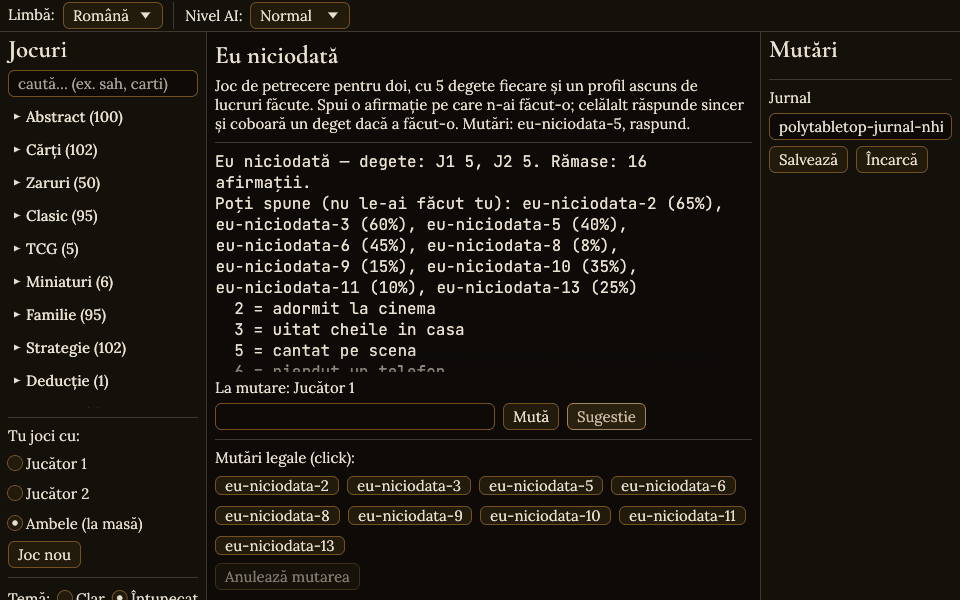 Limbă: Română ▼ Nivel AI: Normal ▼
Jocuri
caută... (ex. sah, carti)
▸ Abstract (100)
▸ Cărți (102)
▸ Zaruri (50)
▸ Clasic (95)
▸ TCG (5)
▸ Miniaturi (6)
▸ Familie (95)
▸ Strategie (102)
▸ Deducție (1)
Tu joci cu:
Jucător 1
Jucător 2
Ambele (la masă)
Joc nou
Temă: Clar Întunecat
Eu niciodată
Joc de petrecere pentru doi, cu 5 degete fiecare și un profil ascuns de
lucruri făcute. Spui o afirmație pe care n-ai făcut-o; celălalt răspunde sincer
și coboară un deget dacă a făcut-o. Mutări: eu-niciodata-5, raspund.
Eu niciodată — degete: J1 5, J2 5. Rămase: 16
afirmații.
Poți spune (nu le-ai făcut tu): eu-niciodata-2 (65%),
eu-niciodata-3 (60%), eu-niciodata-5 (40%),
eu-niciodata-6 (45%), eu-niciodata-8 (8%),
eu-niciodata-9 (15%), eu-niciodata-10 (35%),
eu-niciodata-11 (10%), eu-niciodata-13 (25%)
2 = adormit la cinema
3 = uitat cheile in casa
5 = cantat pe scena
6 = pierdut un telefon
La mutare: Jucător 1
Mută Sugestie
Mutări legale (click):
eu-niciodata-2 eu-niciodata-3 eu-niciodata-5 eu-niciodata-6
eu-niciodata-8 eu-niciodata-9 eu-niciodata-10 eu-niciodata-11
eu-niciodata-13
Anulează mutarea
Mutări
Jurnal
polytabletop-jurnal-nhi
Salvează Încarcă